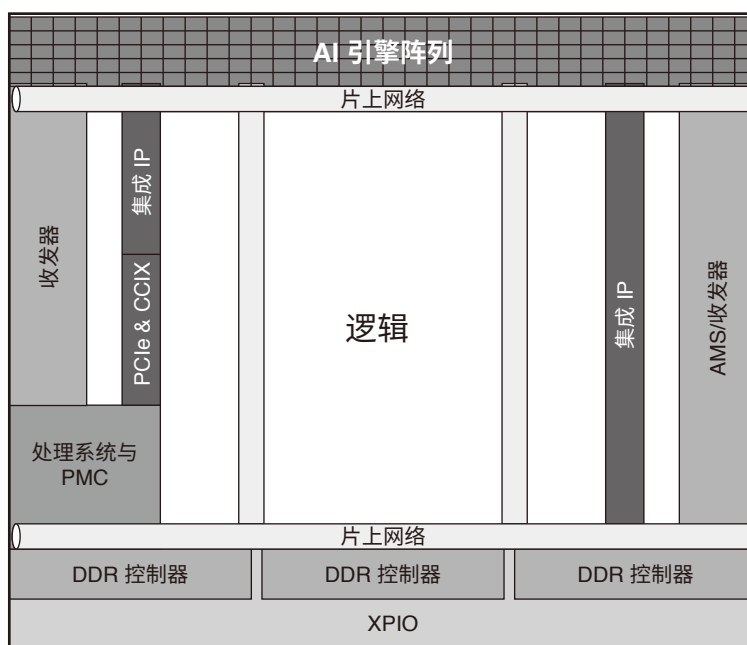 AI 引擎阵列
片上网络
收发器
集成 IP
PCIe & CCIX
逻辑
集成 IP
AMS/收发器
处理系统与
PMC
片上网络
DDR 控制器
DDR 控制器
DDR 控制器
XPIO